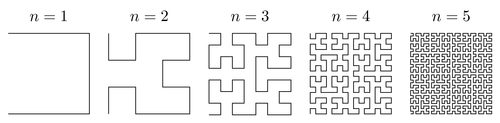 n = 1 n = 2 n = 3 n = 4 n = 5